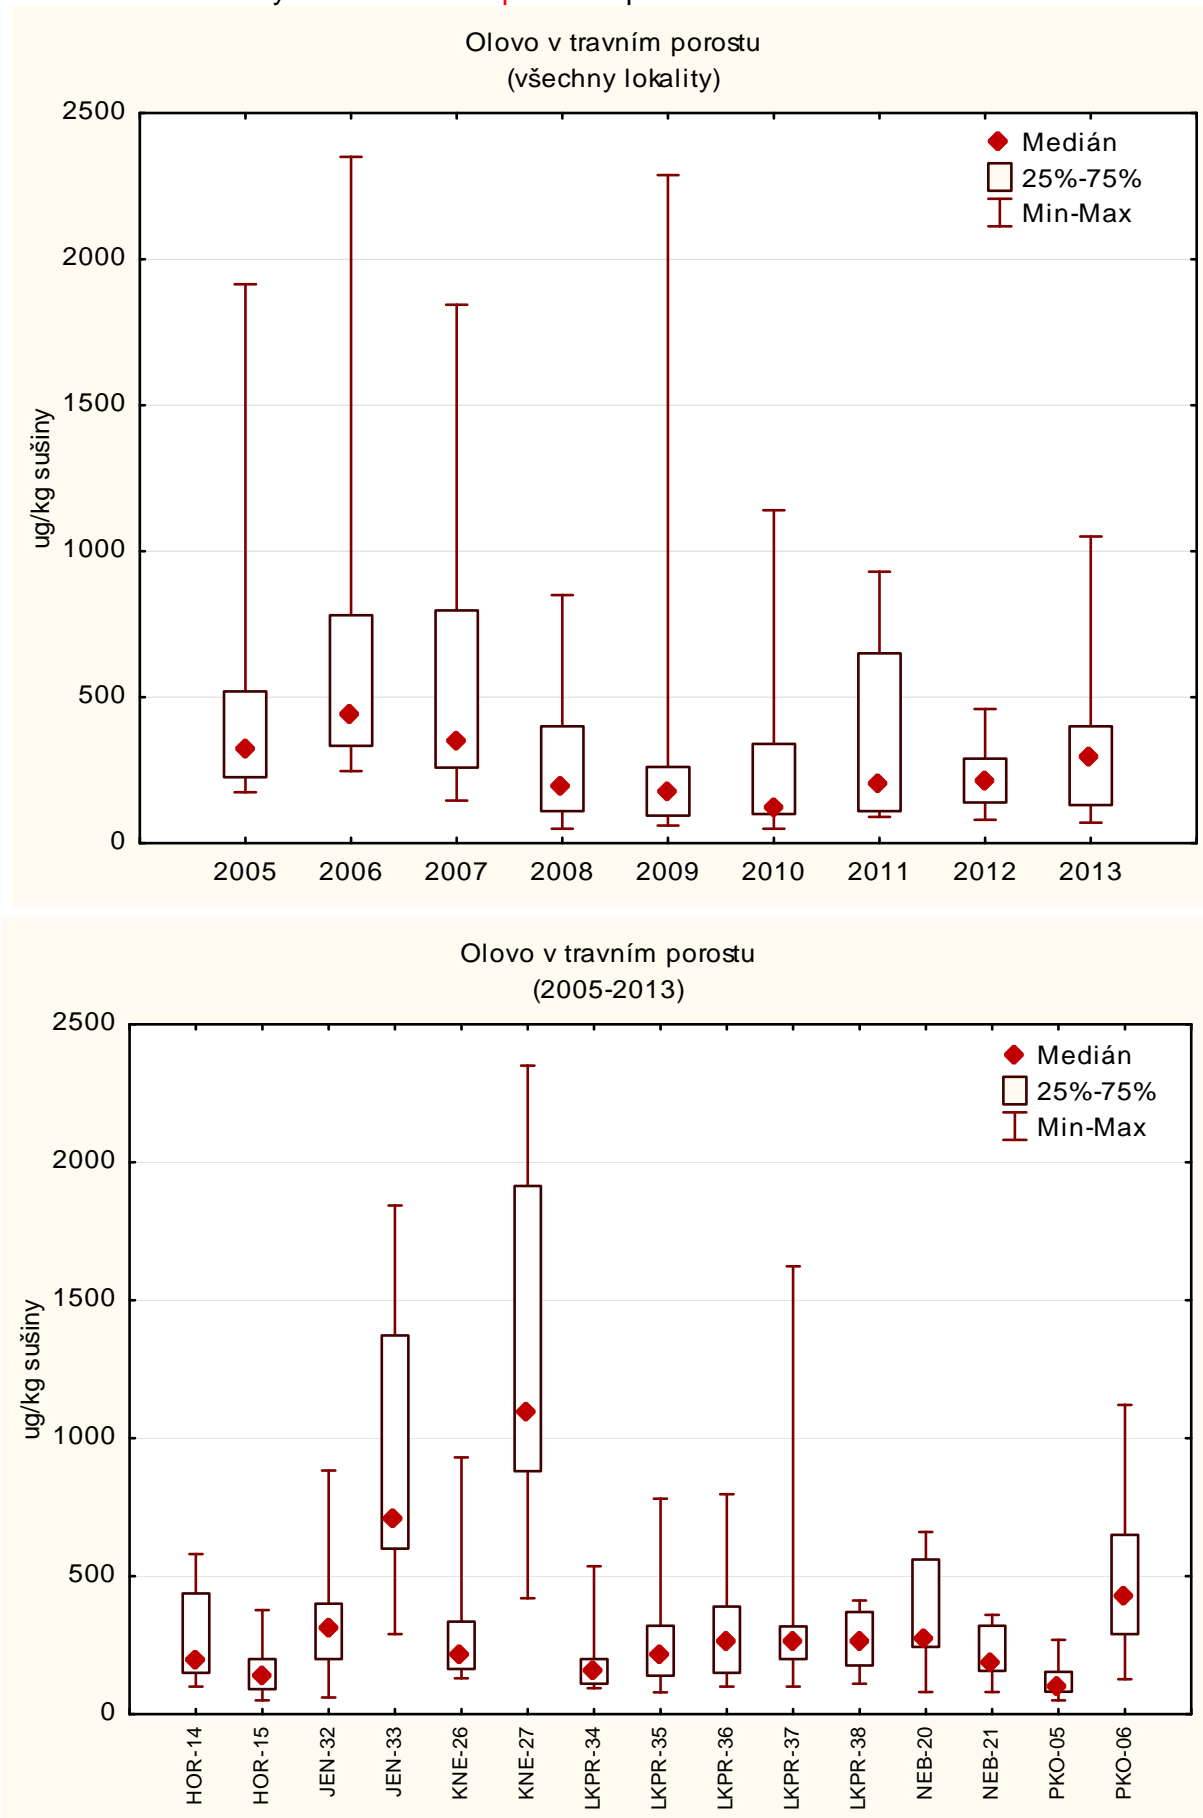 Olovo v travním porostu
(všechny lokality)
2500
2000
1500
1000
500
0
ug/kg sušiny
Medián
25%-75%
Min-Max
2005 2006 2007 2008 2009 2010 2011 2012 2013
Olovo v travním porostu
(2005-2013)
2500
2000
1500
1000
500
0
ug/kg sušiny
Medián
25%-75%
Min-Max
HOR-14
HOR-15
JEN-32
JEN-33
KNE-26
KNE-27
LKPR-34
LKPR-35
LKPR-36
LKPR-37
LKPR-38
NEB-20
NEB-21
PKO-05
PKO-06